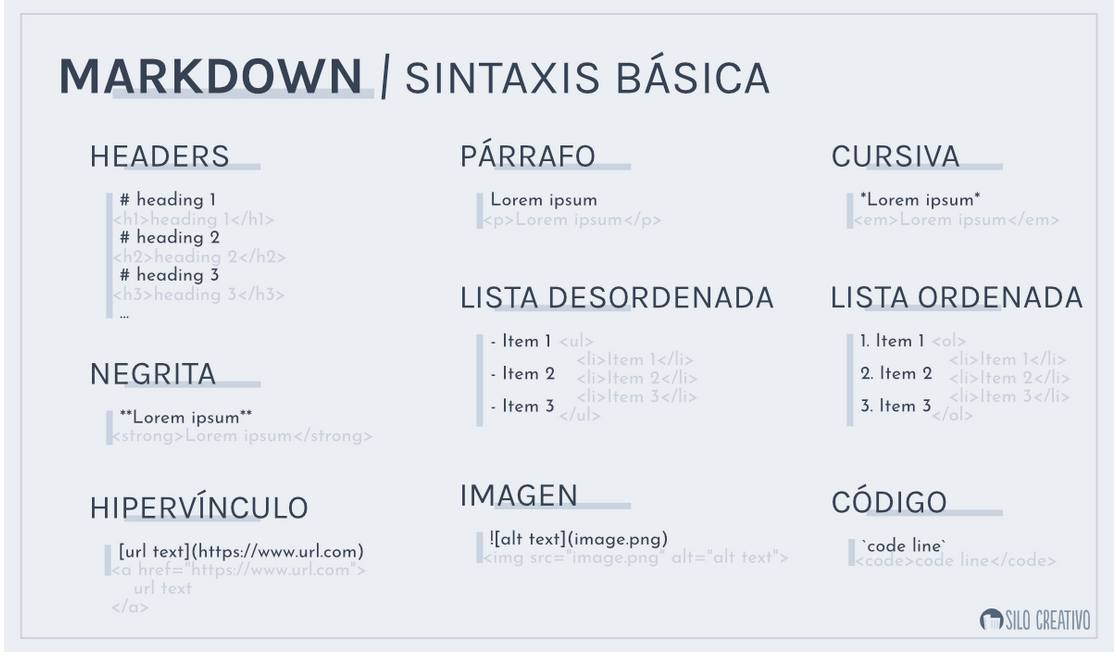 MARKDOWN / SINTAXIS BÁSICA
HEADERS
# heading 1
<h1>heading 1</h1>
# heading 2
<h2>heading 2</h2>
# heading 3
<h3>heading 3</h3>
...
NEGRITA
**Lorem ipsum**
<strong>Lorem ipsum</strong>
HIPERVÍNCULO
[url text](https://www.url.com)
<a href="https://www.url.com">
url text
</a>
PÁRRAFO
Lorem ipsum
<p>Lorem ipsum</p>
LISTA DESORDENADA
- Item 1 <ul>
<li>Item 1</li>
- Item 2 <li>Item 2</li>
<li>Item 3</li>
- Item 3 </ul>
IMAGEN
![alt text](image.png)
<img src="image.png" alt="alt text">
CURSIVA
*Lorem ipsum*
<em>Lorem ipsum</em>
LISTA ORDENADA
1. Item 1 <ol>
<li>Item 1</li>
2. Item 2 <li>Item 2</li>
<li>Item 3</li>
3. Item 3 </ol>
CÓDIGO
`code line`
<code>code line</code>
SILO CREATIVO